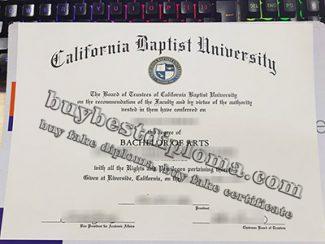 California Baptist University
The Board of Trustees of California Baptist University
on the recommendation of the Faculty and by virtue of the authority
vested in them have conferred on
the degree of
BACHELOR OF ARTS
buybestdiploma.com
buy fake diploma, buy fake certificate
with all the Rights and Privileges pertaining
Given at Riverside, California, on the
President
Vice President for Academic Affairs
Chairman Board of Trustees